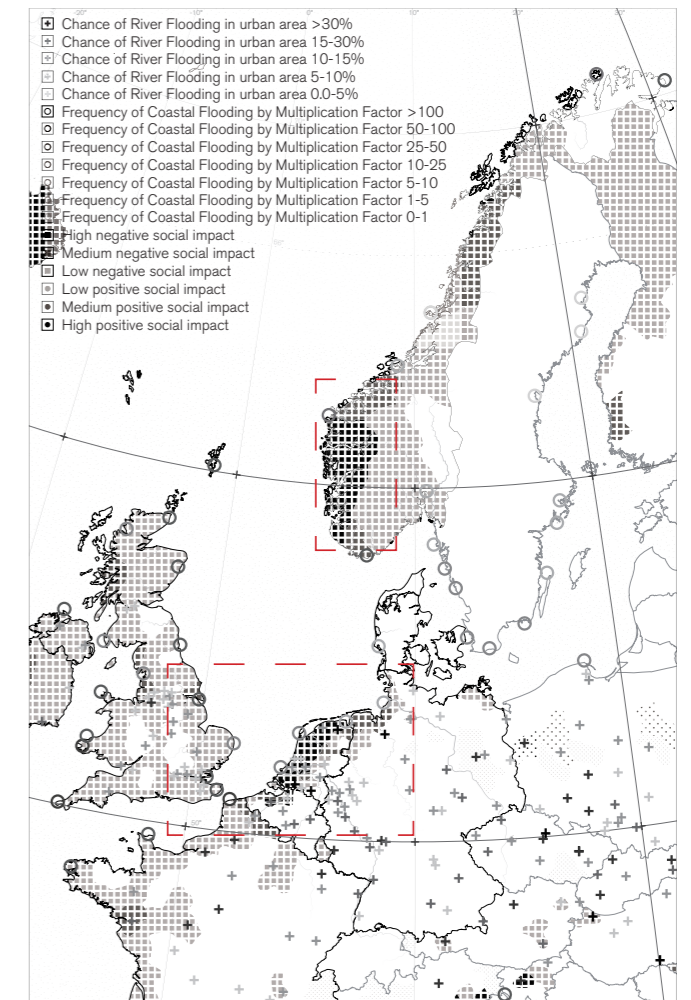 Chance of River Flooding in urban area >30%
Chance of River Flooding in urban area 15-30%
Chance of River Flooding in urban area 10-15%
Chance of River Flooding in urban area 5-10%
Chance of River Flooding in urban area 0.0-5%
Frequency of Coastal Flooding by Multiplication Factor >100
Frequency of Coastal Flooding by Multiplication Factor 50-100
Frequency of Coastal Flooding by Multiplication Factor 25-50
Frequency of Coastal Flooding by Multiplication Factor 10-25
Frequency of Coastal Flooding by Multiplication Factor 5-10
Frequency of Coastal Flooding by Multiplication Factor 1-5
Frequency of Coastal Flooding by Multiplication Factor 0-1
High negative social impact
Medium negative social impact
Low negative social impact
Low positive social impact
Medium positive social impact
High positive social impact